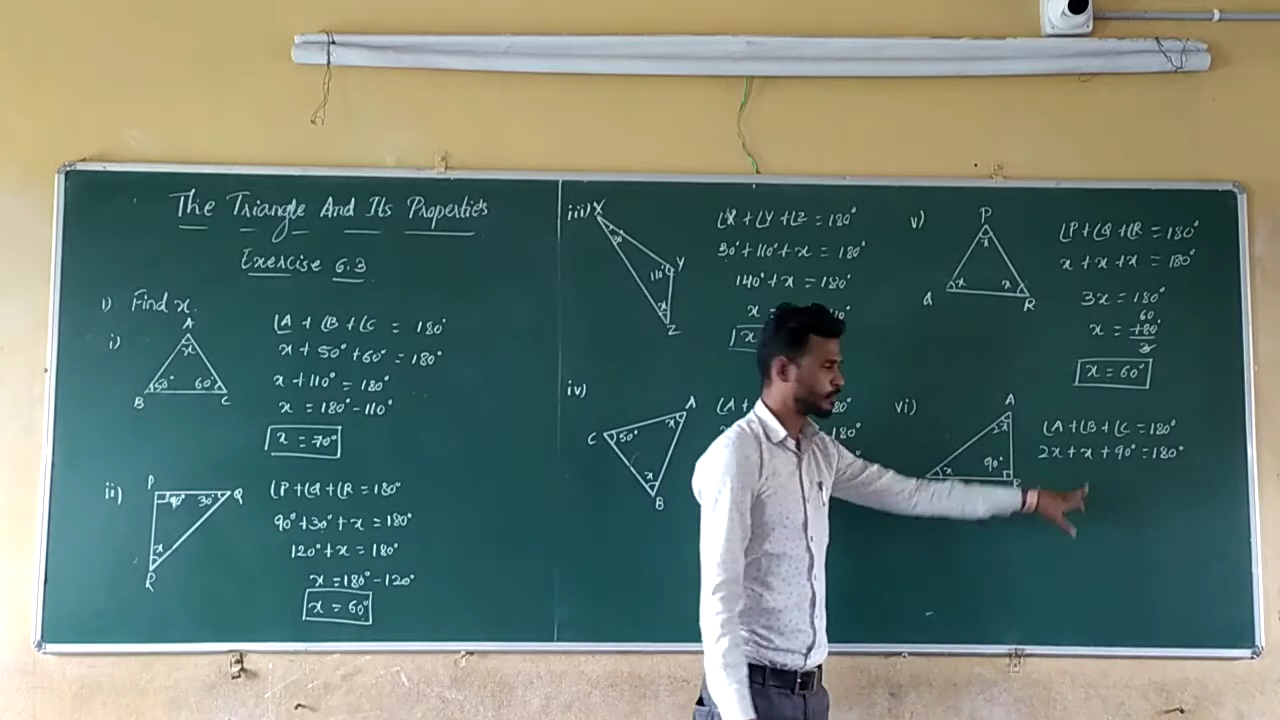 The Triangle And Its Properties
Exercise 6.3
1) Find x.
i)
A
x
50°
60°
B
C
∠A + ∠B + ∠C = 180°
x + 50° + 60° = 180°
x + 110° = 180°
x = 180° - 110°
x = 70°
ii)
P
Q
90°
30°
x
R
∠P + ∠Q + ∠R = 180°
90° + 30° + x = 180°
120° + x = 180°
x = 180° - 120°
x = 60°
iii)
X
30°
Y
110°
x
Z
∠X + ∠Y + ∠Z = 180°
30° + 110° + x = 180°
140° + x = 180°
x
x
iv)
A
x
C
50°
x
B
∠A +
v)
P
x
x
x
Q
R
∠P + ∠Q + ∠R = 180°
x + x + x = 180°
3x = 180°
60
x = 180°
3
x = 60°
vi)
A
2x
90°
x
∠A + ∠B + ∠C = 180°
2x + x + 90° = 180°